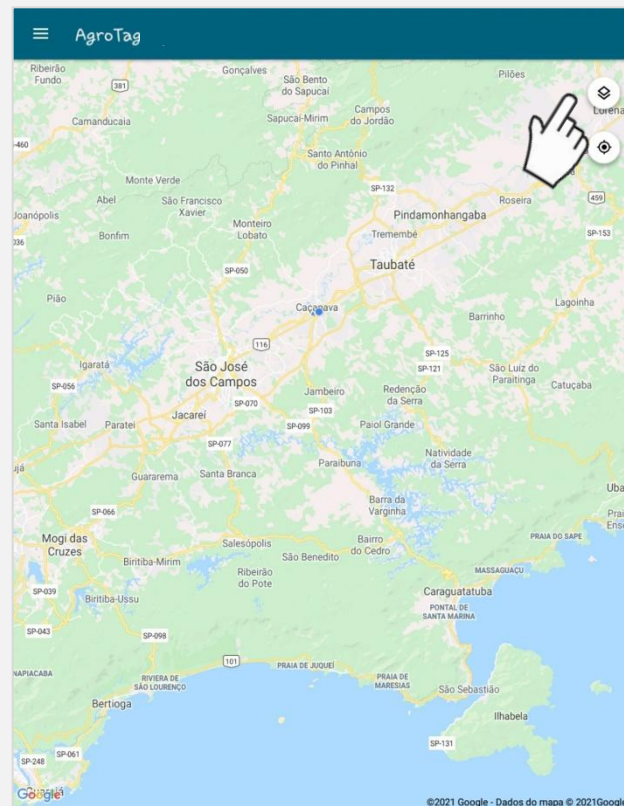 AgroTag
Ribeirão
Fundo
381
Gonçalves
São Bento
do Sapucaí
Pilões
Camanducaia
Sapucaí-Mirim
Campos
do Jordão
Lorena
-460
Santo Antônio
do Pinhal
Monte Verde
SP-132
Abel
São Francisco
Xavier
Roseira
459
Joanópolis
Pindamonhangaba
036
Bonfim
Monteiro
Lobato
Tremembé
SP-153
SP-050
Taubaté
Pião
Caçapava
Lagoinha
Barrinho
116
Igaratá
São José
dos Campos
SP-125
SP-121
São Luíz do
Paraitinga
Catuçaba
SP-056
Jambeiro
Redenção
da Serra
SP-070
SP-103
Jacareí
Santa Isabel
Paratei
SP-099
Paiol Grande
SP-077
Natividade
da Serra
ujá
Guararema
Santa Branca
Paraibuna
Uba
Barra da
Varginha
SP-066
Prai
Ens
Mogi das
Cruzes
Salesópolis
Bairro
do Cedro
PRAIA DO SAPE
Biritiba-Mirim
São Benedito
Ribeirão
do Pote
MASSAGUAÇU
SP-039
Biritiba-Ussu
Caraguatatuba
PONTAL DE
SANTA MARINA
SP-043
SP-098
101
PRAIA DE JUQUEÍ
NAPIACABA
RIVIERA DE
SÃO LOURENÇO
PRAIA DE
MARESIAS
São Sebastião
Bertioga
Ilhabela
SP-131
SP-248
SP-061
Guarujá
Google
©2021 Google - Dados do mapa © 2021Google